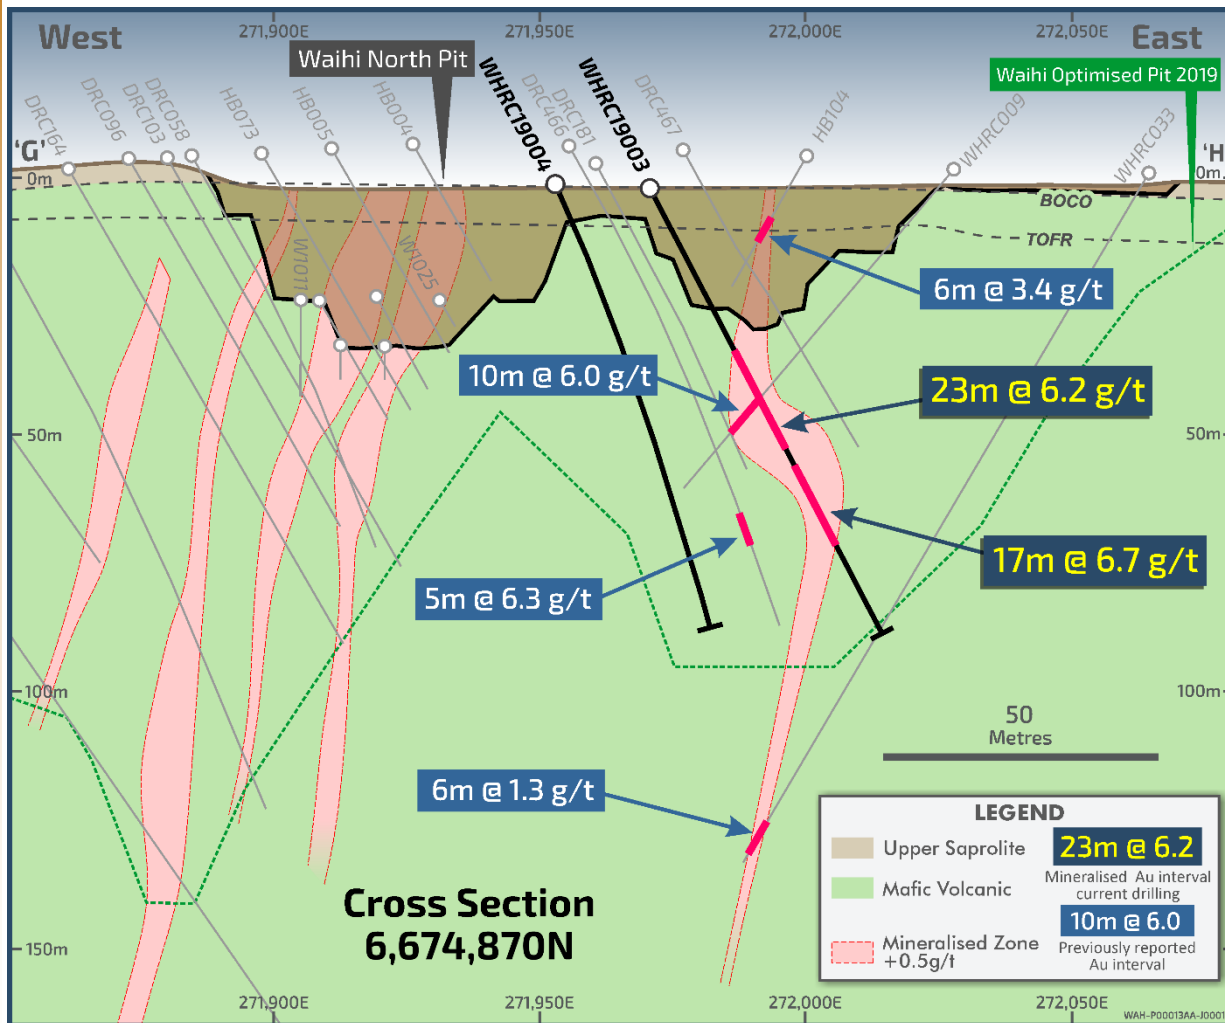 West
271,900E
271,950E
272,000E
272,050E
East
Waihi North Pit
Waihi Optimised Pit 2019
DRC164
DRC096
DRC103
DRC058
HB073
HB005
HB004
WHRC19004
DRC466
DRC181
WHRC19003
DRC467
HB104
WHRC009
WHRC033
'G'
'H
0m
0m
BOCO
TOFR
W1011
W1025
6m @ 3.4 g/t
10m @ 6.0 g/t
23m @ 6.2 g/t
50m
50m
17m @ 6.7 g/t
5m @ 6.3 g/t
100m
100m
50
Metres
6m @ 1.3 g/t
LEGEND
Upper Saprolite
23m @ 6.2
Mineralised Au interval
current drilling
Mafic Volcanic
10m @ 6.0
Mineralised Zone
+0.5g/t
Previously reported
Au interval
Cross Section
6,674,870N
150m
271,900E
271,950E
272,000E
272,050E
WAH-P00013AA-J0001